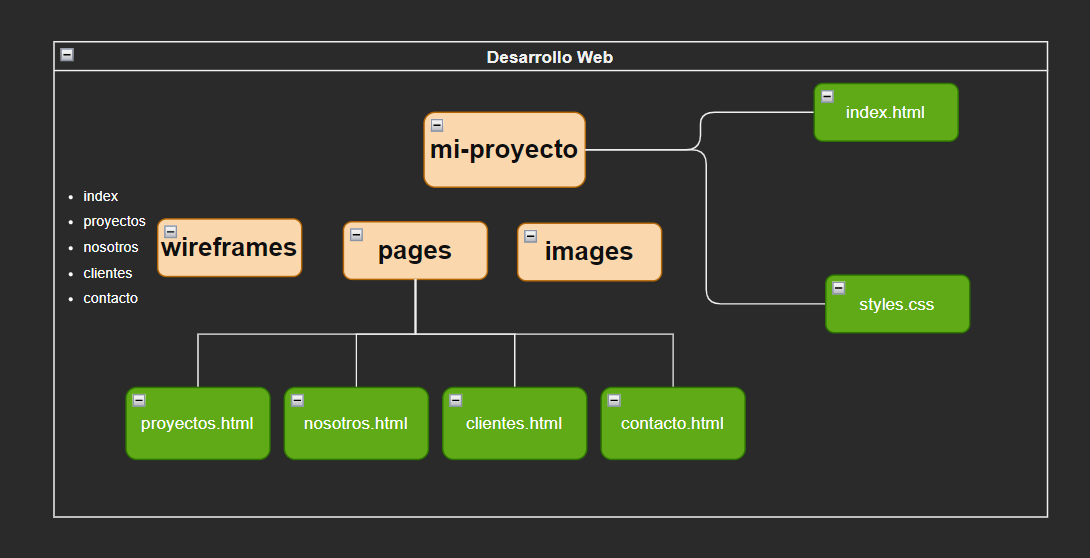 Desarrollo Web
index.html
mi-proyecto
index
proyectos
nosotros
clientes
contacto
wireframes
pages
images
styles.css
proyectos.html
nosotros.html
clientes.html
contacto.html